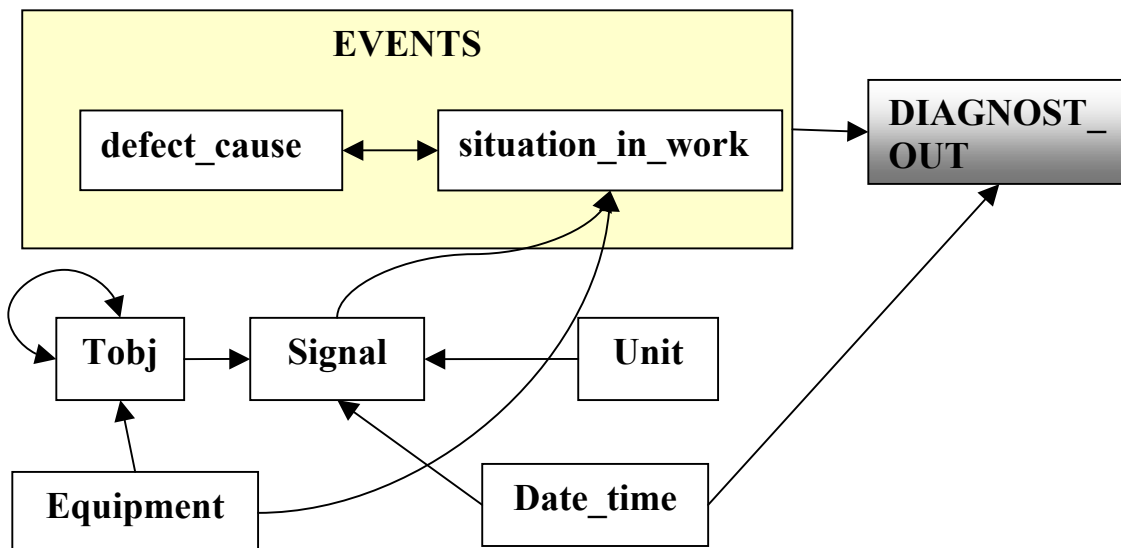 EVENTS
defect_cause
situation_in_work
DIAGNOST_
OUT
Tobj
Signal
Unit
Equipment
Date_time